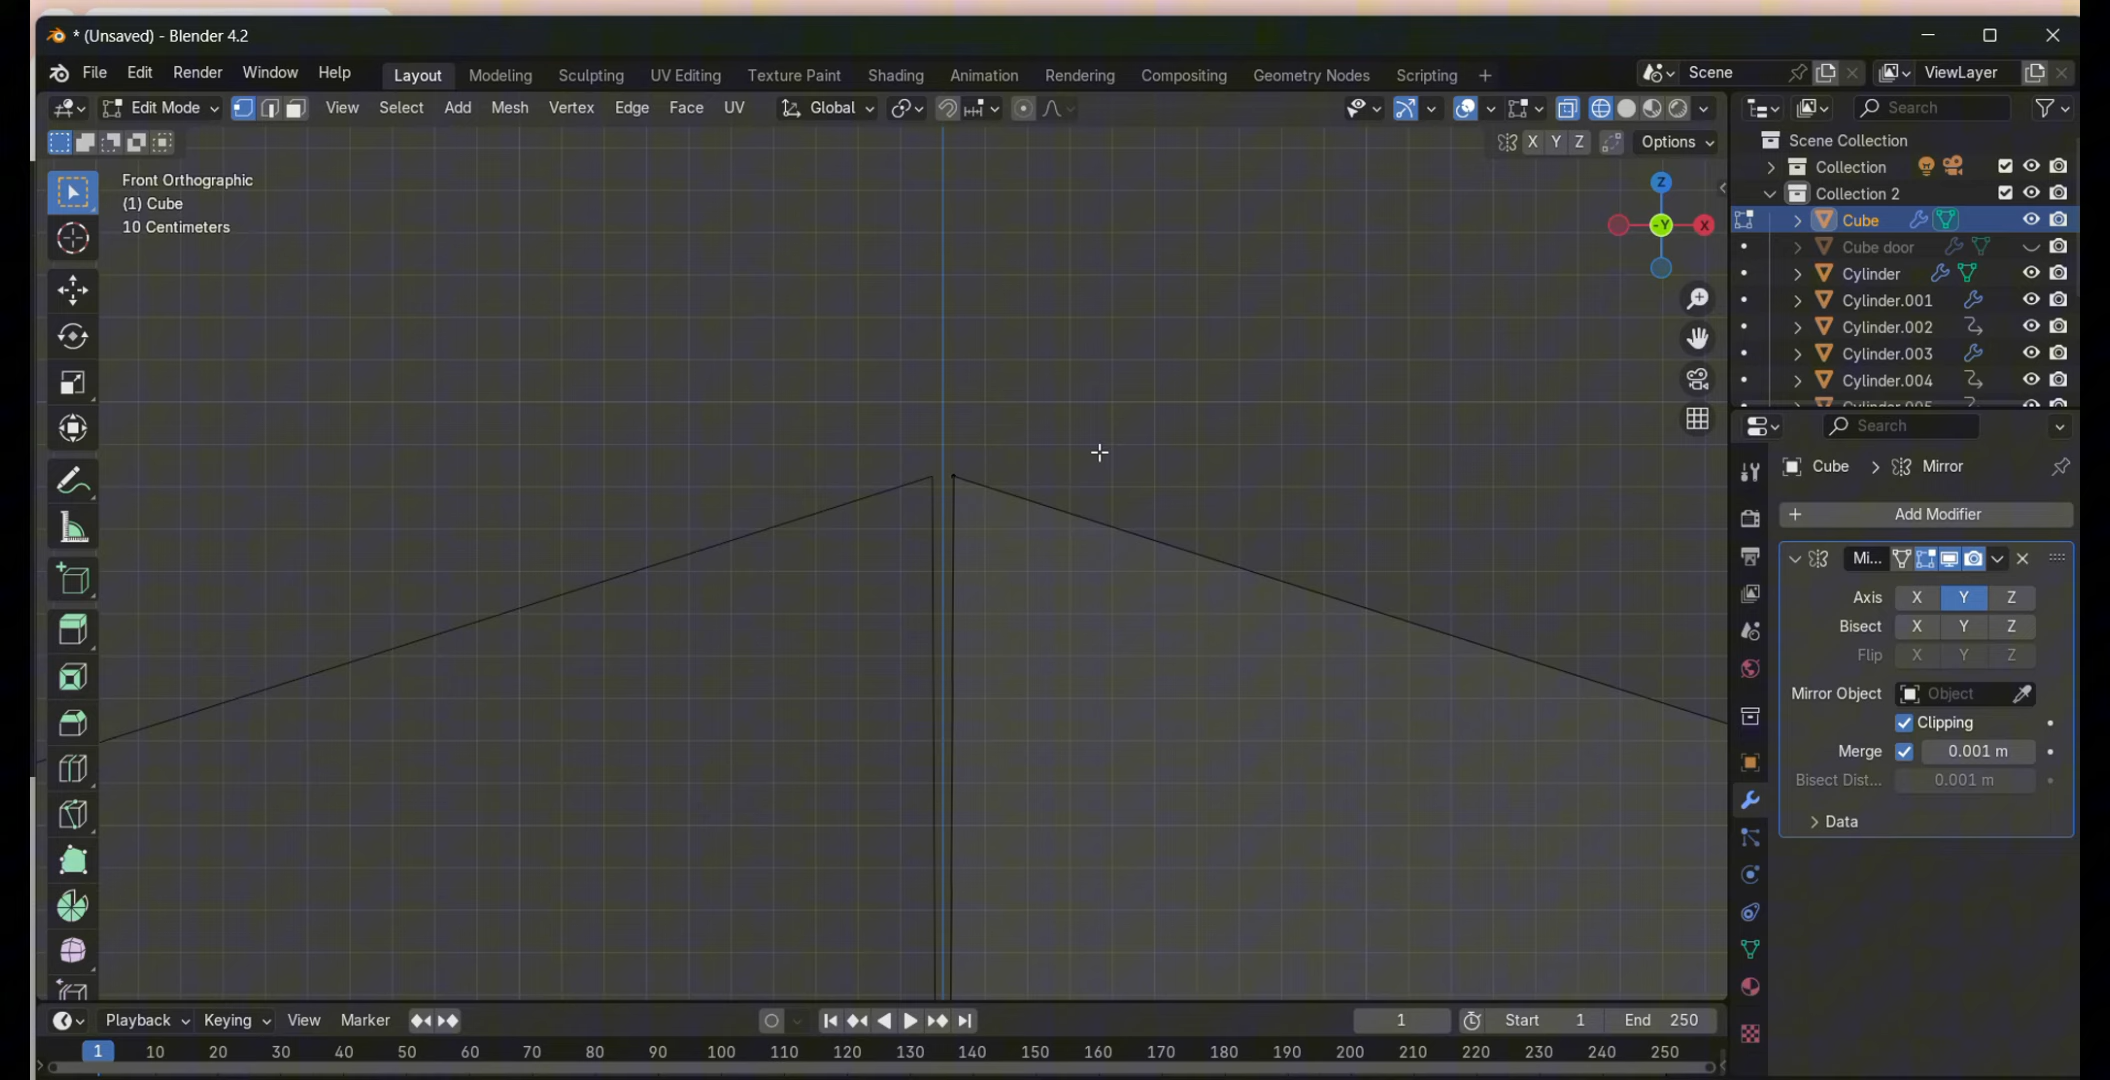 * (Unsaved) - Blender 4.2
File Edit Render Window Help Layout Modeling Sculpting UV Editing Texture Paint Shading Animation Rendering Compositing Geometry Nodes Scripting + Scene ViewLayer
Edit Mode View Select Add Mesh Vertex Edge Face UV Global Search
X Y Z Options
Front Orthographic
(1) Cube
10 Centimeters
Z
-Y
X
Scene Collection
Collection
Collection 2
Cube
Cube door
Cylinder
Cylinder.001
Cylinder.002
Cylinder.003
Cylinder.004
Cylinder.005
Search
Cube > Mirror
+ Add Modifier
Mi...
Axis X Y Z
Bisect X Y Z
Flip X Y Z
Mirror Object Object
Clipping
Merge 0.001 m
Bisect Dist... 0.001 m
Data
Playback Keying View Marker 1 Start 1 End 250
1 10 20 30 40 50 60 70 80 90 100 110 120 130 140 150 160 170 180 190 200 210 220 230 240 250